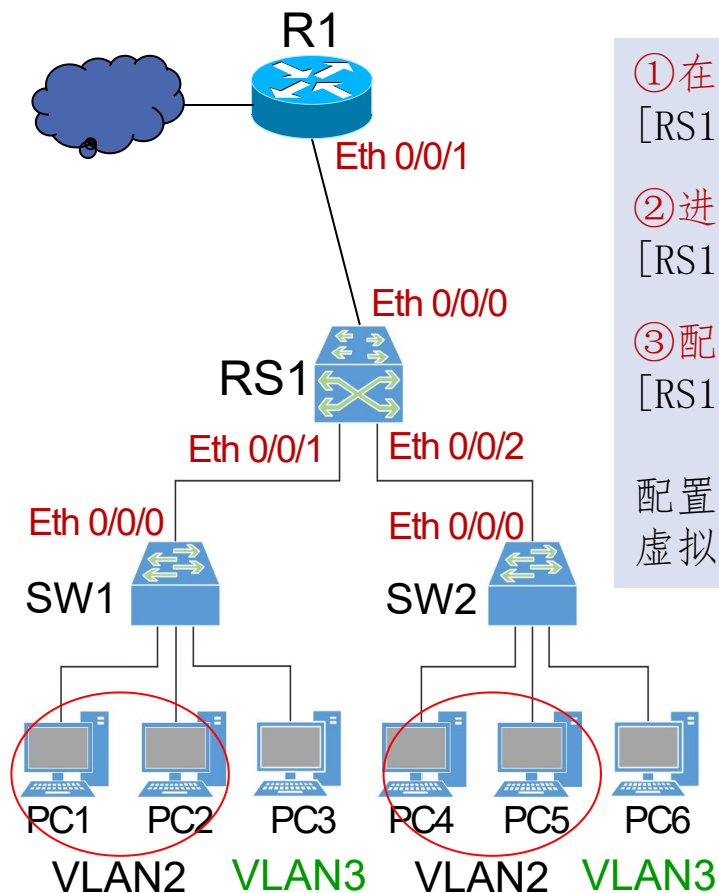 R1
Eth 0/0/1
Eth 0/0/0
RS1
Eth 0/0/1
Eth 0/0/2
Eth 0/0/0
Eth 0/0/0
SW1
SW2
PC1
PC2
PC3
PC4
PC5
PC6
VLAN2
VLAN3
VLAN2
VLAN3
①在
[RS1
②进
[RS1
③配
[RS1
配置
虚拟